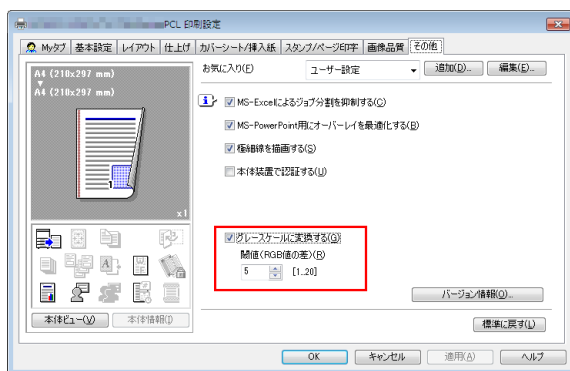 PCL 印刷設定
Myタブ 基本設定 レイアウト 仕上げ カバーシート/挿入紙 スタンプ/ページ印字 画像品質 その他
A4 (210x297 mm)
A4 (210x297 mm)
x1
お気に入り(F) ユーザー設定 追加(D)... 編集(E)...
MS-Excelによるジョブ分割を抑制する(C)
MS-PowerPoint用にオーバーレイを最適化する(B)
極細線を描画する(S)
本体装置で認証する(U)
グレースケールに変換する(G)
閾値(RGB値の差)(R)
5 [1..20]
バージョン情報(O)...
本体ビュー(V) 本体情報(I)
標準に戻す(L)
OK キャンセル 適用(A) ヘルプ